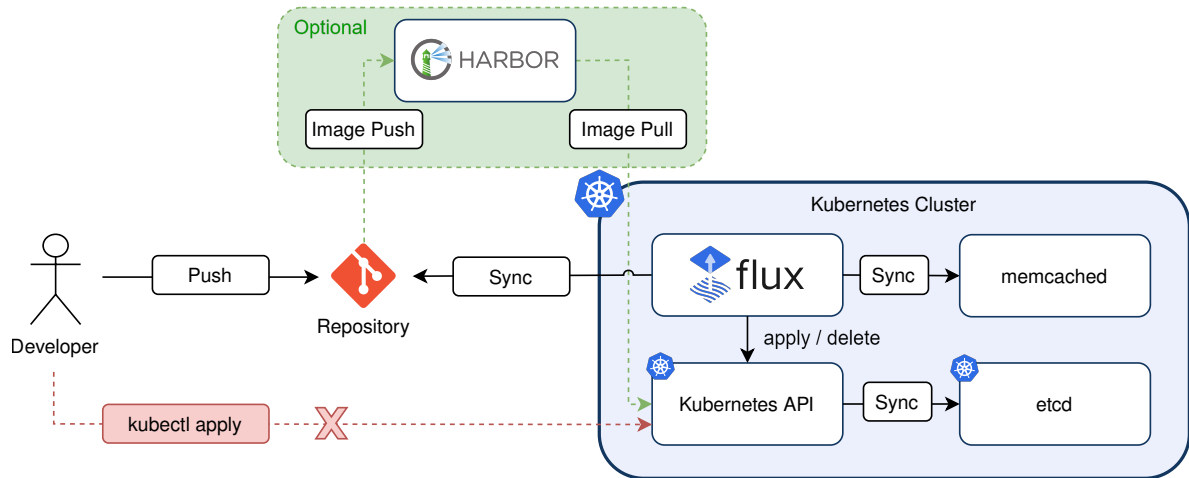 Optional
HARBOR
Image Push
Image Pull
Kubernetes Cluster
Push
Sync
flux
Sync
memcached
Repository
Developer
apply / delete
kubectl apply
X
Kubernetes API
Sync
etcd